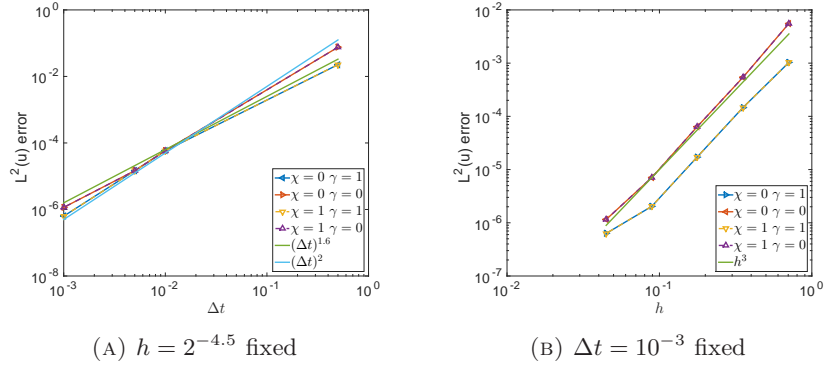 10^0
10^-2
10^-4
10^-6
10^-8
L^2(u) error
10^-3
10^-2
10^-1
10^0
Δt
χ = 0 γ = 1
χ = 0 γ = 0
χ = 1 γ = 1
χ = 1 γ = 0
(Δt)^1.6
(Δt)^2
(A) h = 2^-4.5 fixed
10^-2
10^-3
10^-4
10^-5
10^-6
10^-7
L^2(u) error
10^-2
10^-1
10^0
h
χ = 0 γ = 1
χ = 0 γ = 0
χ = 1 γ = 1
χ = 1 γ = 0
h^3
(B) Δt = 10^-3 fixed